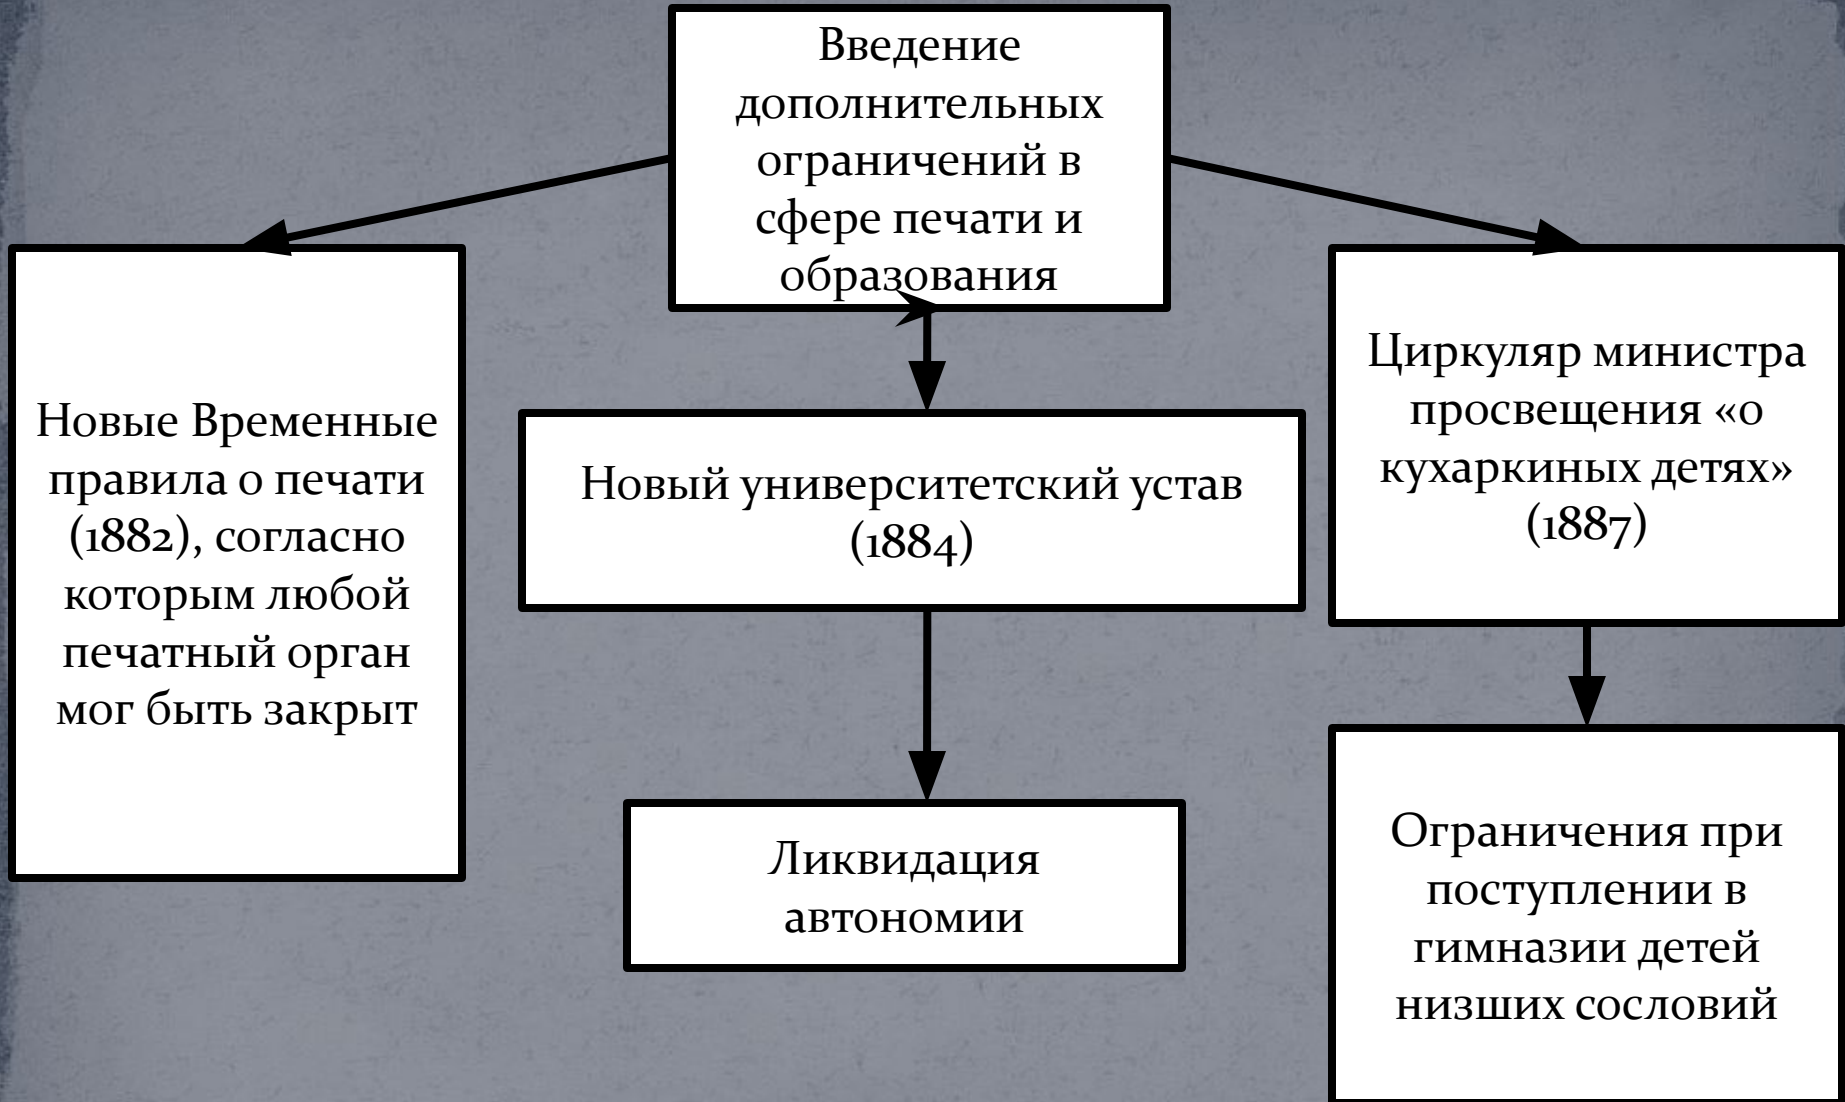 Введение
дополнительных
ограничений в
сфере печати и
образования
Новые Временные
правила о печати
(1882), согласно
которым любой
печатный орган
мог быть закрыт
Новый университетский устав
(1884)
Ликвидация
автономии
Циркуляр министра
просвещения «о
кухаркиных детях»
(1887)
Ограничения при
поступлении в
гимназии детей
низших сословий